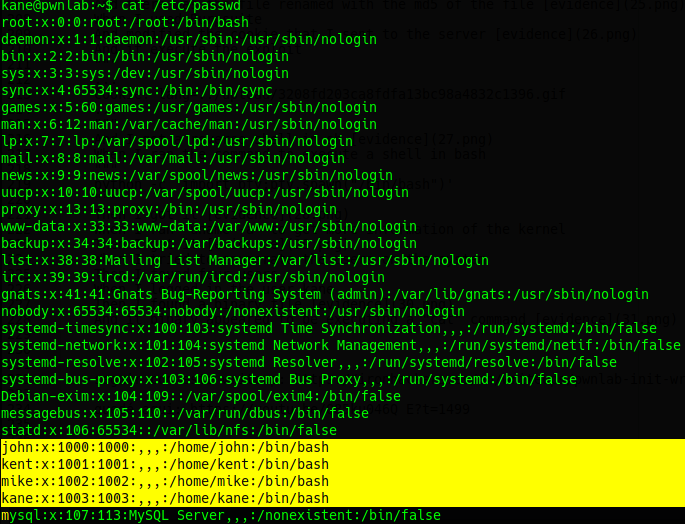 kane@pwnlab:~$ cat /etc/passwd
root:x:0:0:root:/root:/bin/bash
daemon:x:1:1:daemon:/usr/sbin:/usr/sbin/nologin
bin:x:2:2:bin:/bin:/usr/sbin/nologin
sys:x:3:3:sys:/dev:/usr/sbin/nologin
sync:x:4:65534:sync:/bin:/bin/sync
games:x:5:60:games:/usr/games:/usr/sbin/nologin
man:x:6:12:man:/var/cache/man:/usr/sbin/nologin
lp:x:7:7:lp:/var/spool/lpd:/usr/sbin/nologin
mail:x:8:8:mail:/var/mail:/usr/sbin/nologin
news:x:9:9:news:/var/spool/news:/usr/sbin/nologin
uucp:x:10:10:uucp:/var/spool/uucp:/usr/sbin/nologin
proxy:x:13:13:proxy:/bin:/usr/sbin/nologin
www-data:x:33:33:www-data:/var/www:/usr/sbin/nologin
backup:x:34:34:backup:/var/backups:/usr/sbin/nologin
list:x:38:38:Mailing List Manager:/var/list:/usr/sbin/nologin
irc:x:39:39:ircd:/var/run/ircd:/usr/sbin/nologin
gnats:x:41:41:Gnats Bug-Reporting System (admin):/var/lib/gnats:/usr/sbin/nologin
nobody:x:65534:65534:nobody:/nonexistent:/usr/sbin/nologin
systemd-timesync:x:100:103:systemd Time Synchronization,,,:/run/systemd:/bin/false
systemd-network:x:101:104:systemd Network Management,,,:/run/systemd/netif:/bin/false
systemd-resolve:x:102:105:systemd Resolver,,,:/run/systemd/resolve:/bin/false
systemd-bus-proxy:x:103:106:systemd Bus Proxy,,,:/run/systemd:/bin/false
Debian-exim:x:104:109::/var/spool/exim4:/bin/false
messagebus:x:105:110::/var/run/dbus:/bin/false
statd:x:106:65534::/var/lib/nfs:/bin/false
john:x:1000:1000:,,,:/home/john:/bin/bash
kent:x:1001:1001:,,,:/home/kent:/bin/bash
mike:x:1002:1002:,,,:/home/mike:/bin/bash
kane:x:1003:1003:,,,:/home/kane:/bin/bash
mysql:x:107:113:MySQL Server,,,:/nonexistent:/bin/false